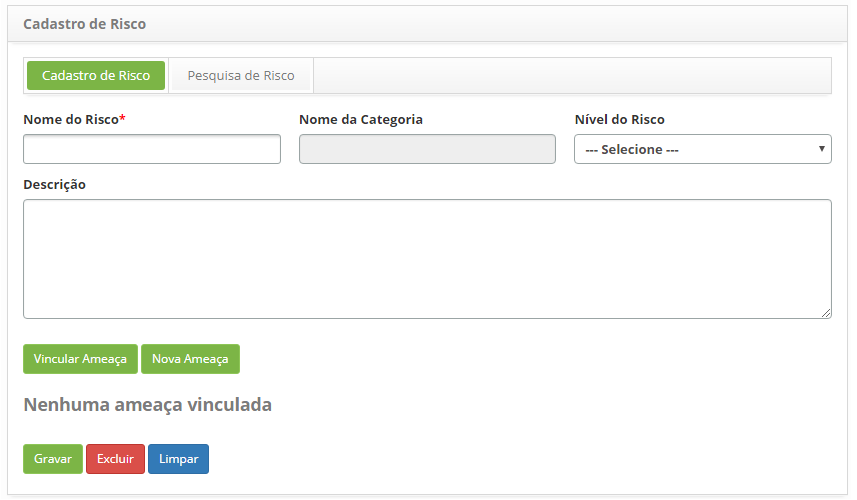 Cadastro de Risco
Cadastro de Risco Pesquisa de Risco
Nome do Risco* Nome da Categoria Nível do Risco
--- Selecione ---
Descrição
Vincular Ameaça Nova Ameaça
Nenhuma ameaça vinculada
Gravar Excluír Limpar